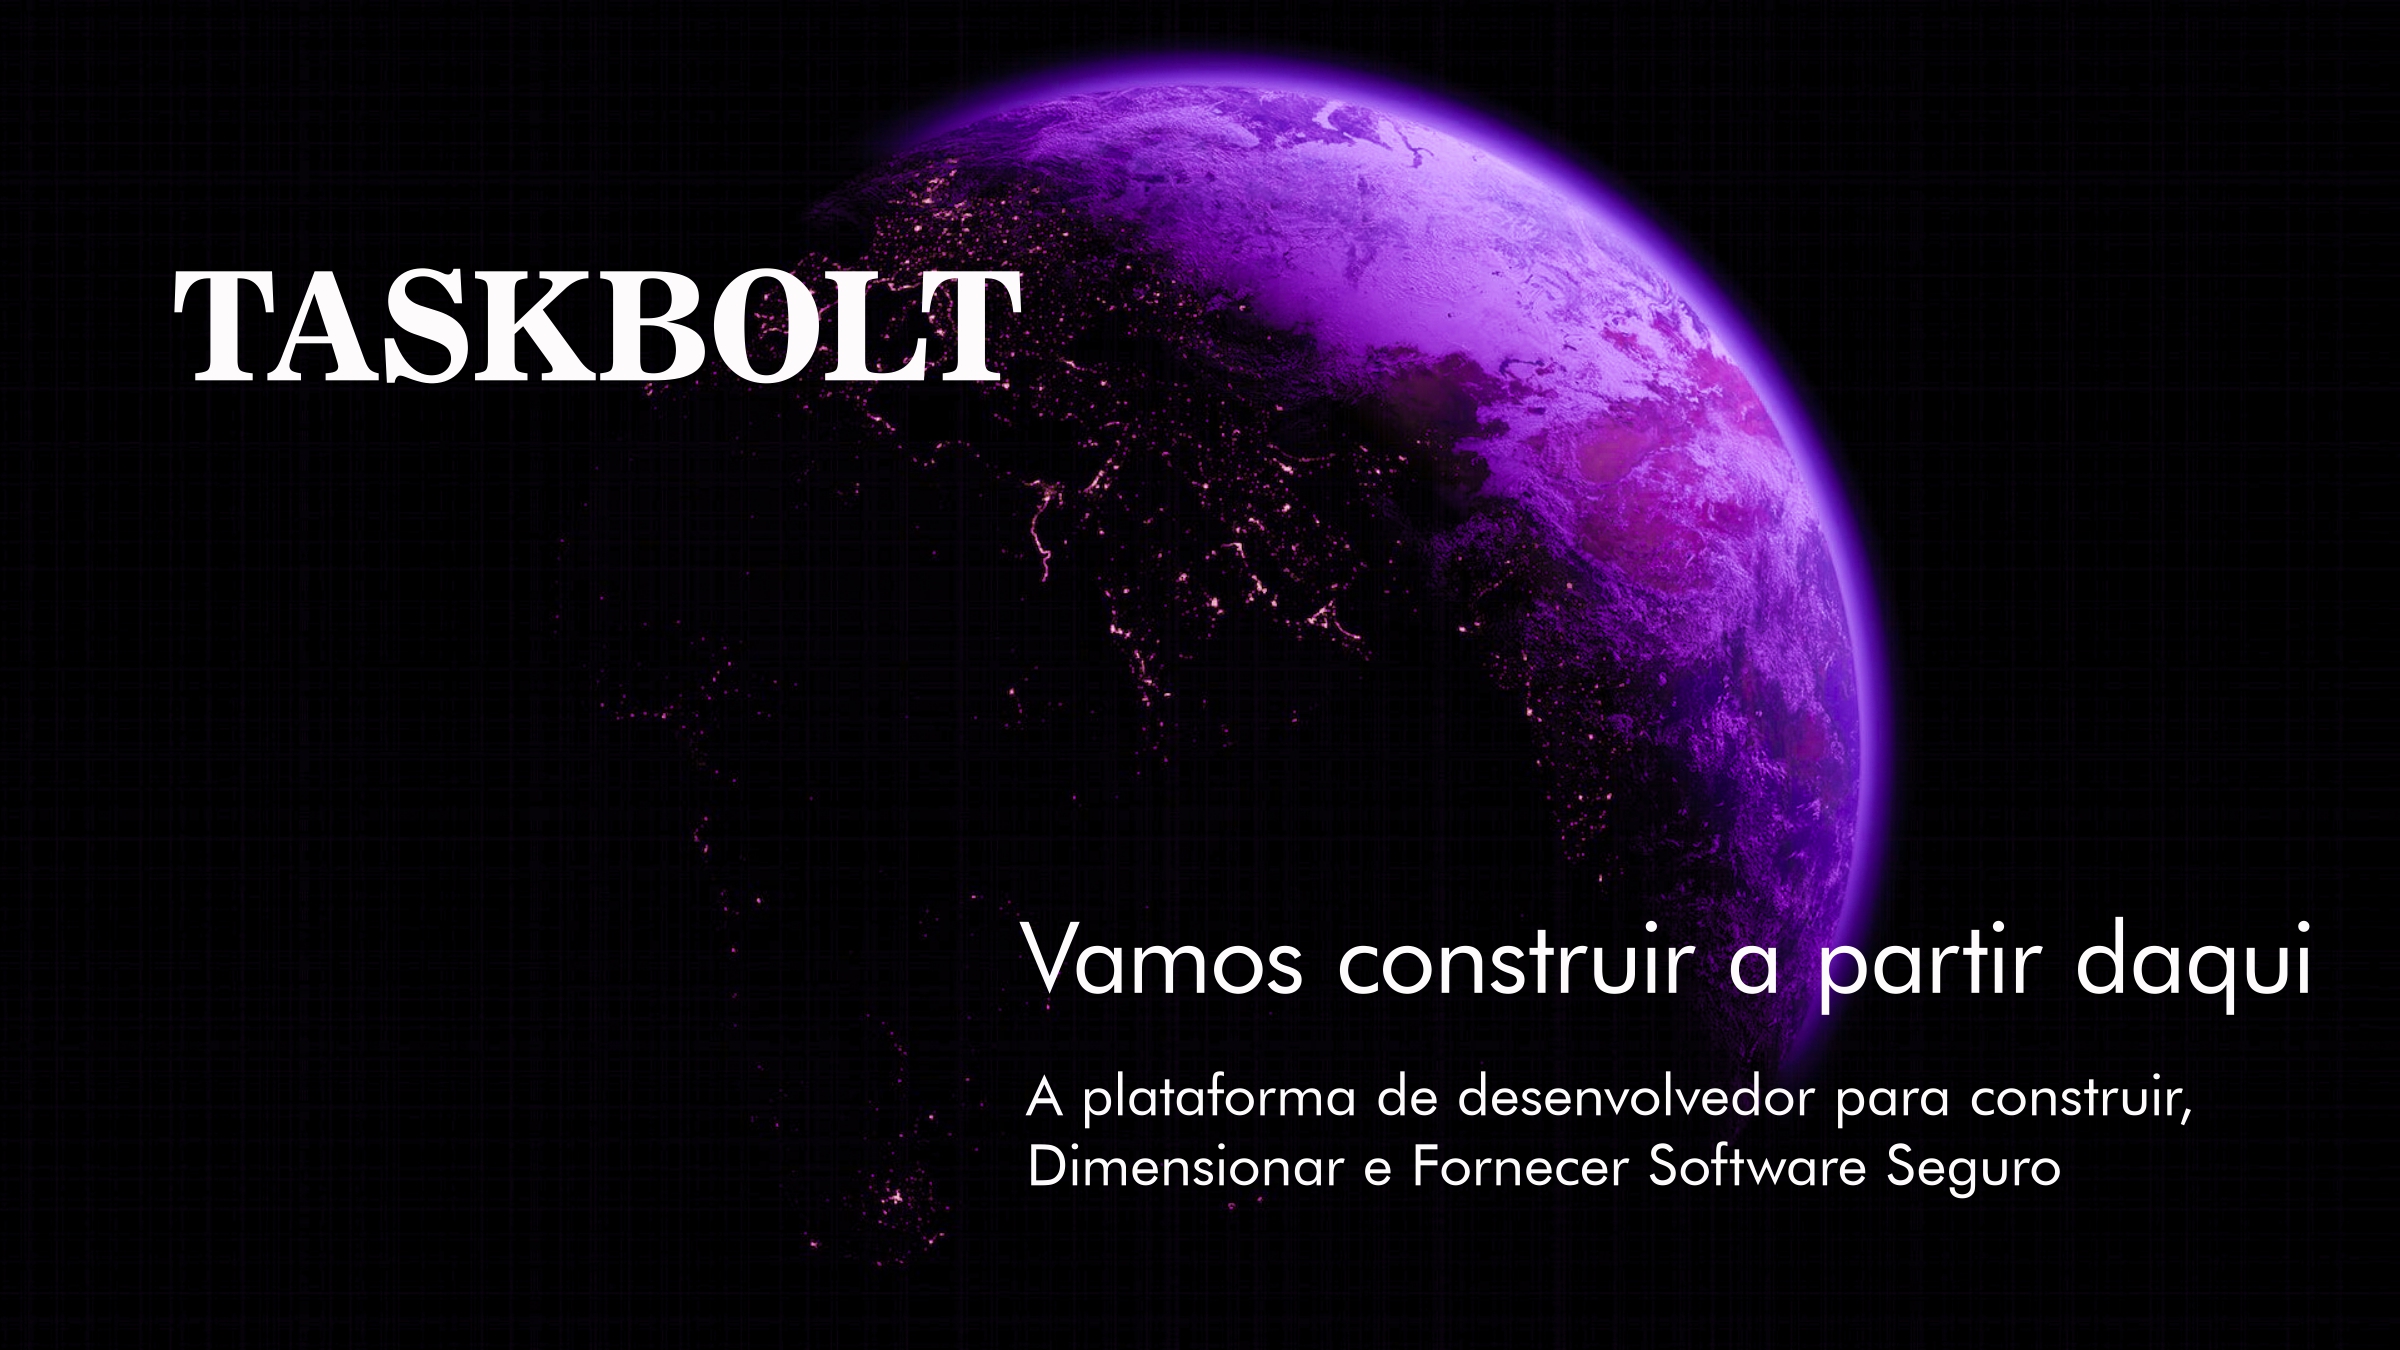 TASKBOLT
Vamos construir a partir daqui
A plataforma de desenvolvedor para construir,
Dimensionar e Fornecer Software Seguro